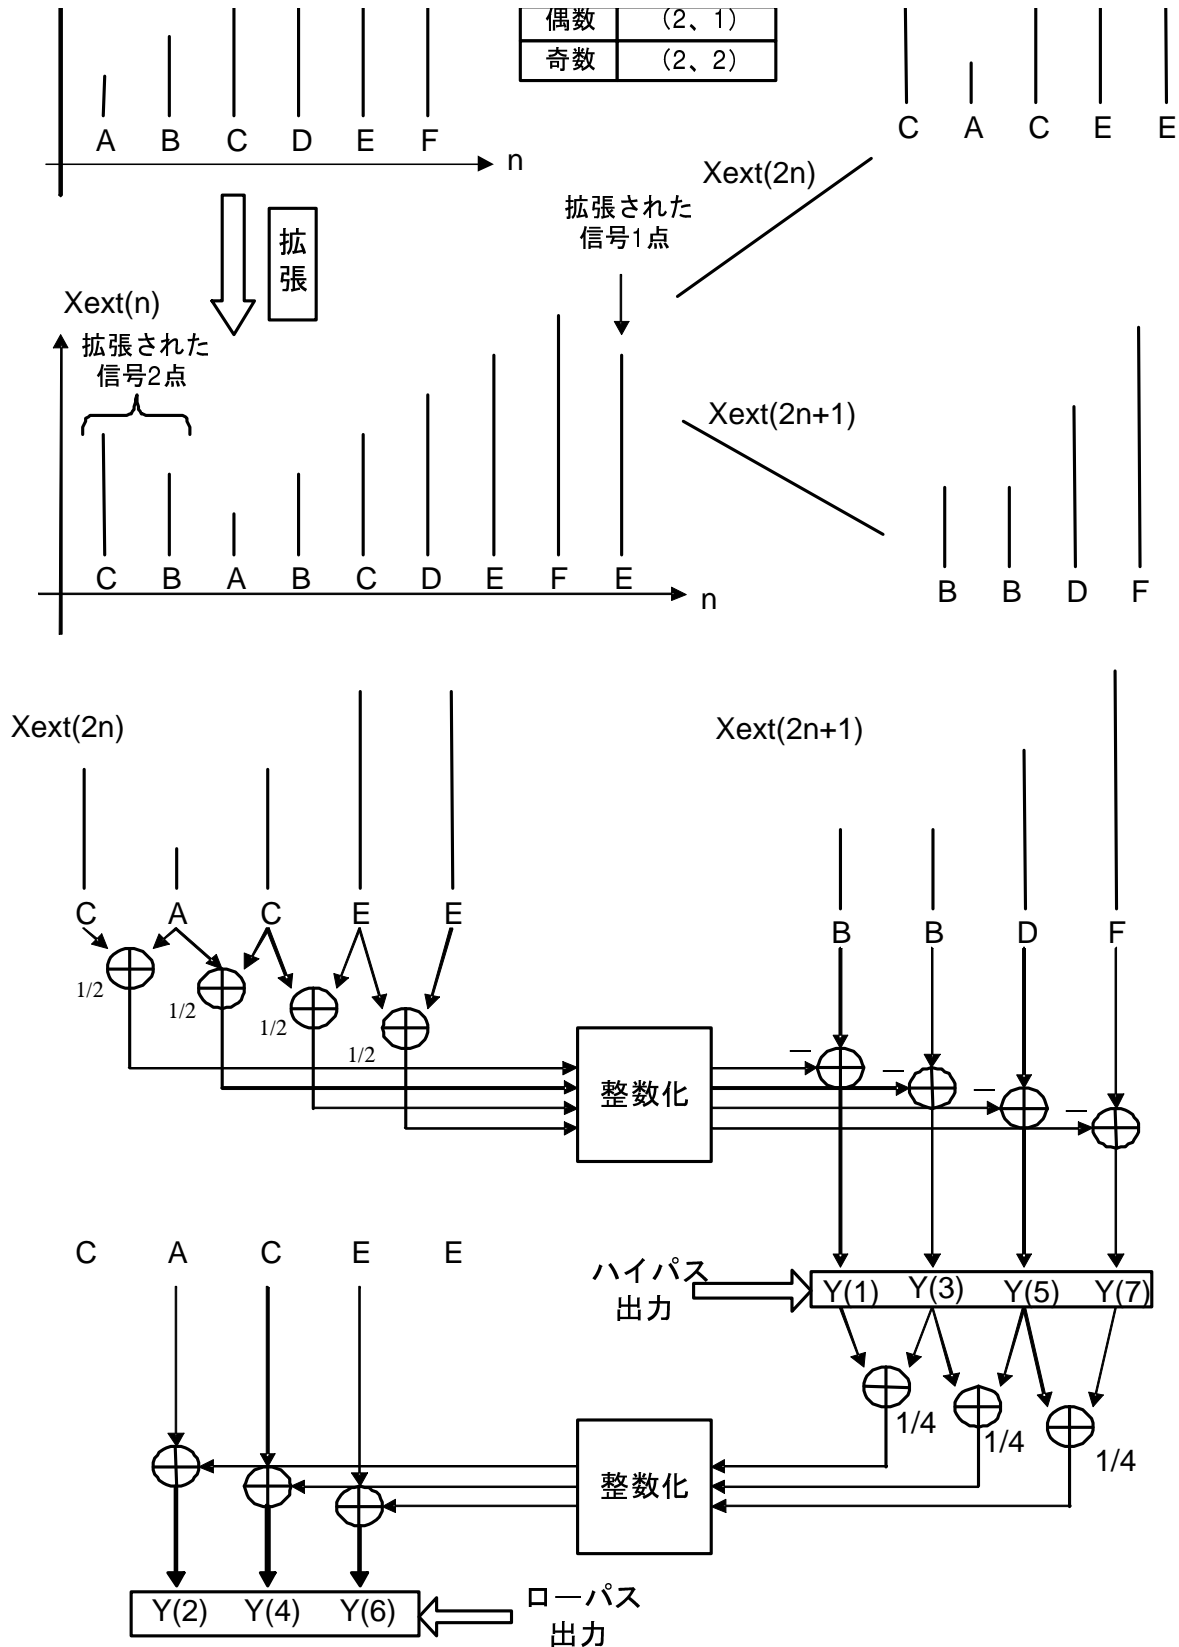 偶数 (2、1)
奇数 (2、2)
A B C D E F
n
C A C E E
Xext(2n)
拡張
拡張された
信号1点
Xext(n)
拡張された
信号2点
Xext(2n+1)
C B A B C D E F E
n
B B D F
Xext(2n)
Xext(2n+1)
C A C E E
B B D F
1/2
1/2
1/2
1/2
整数化
— — — —
C A C E E
ハイパス
出力
Y(1) Y(3) Y(5) Y(7)
1/4
1/4
1/4
整数化
Y(2) Y(4) Y(6)
ローパス
出力